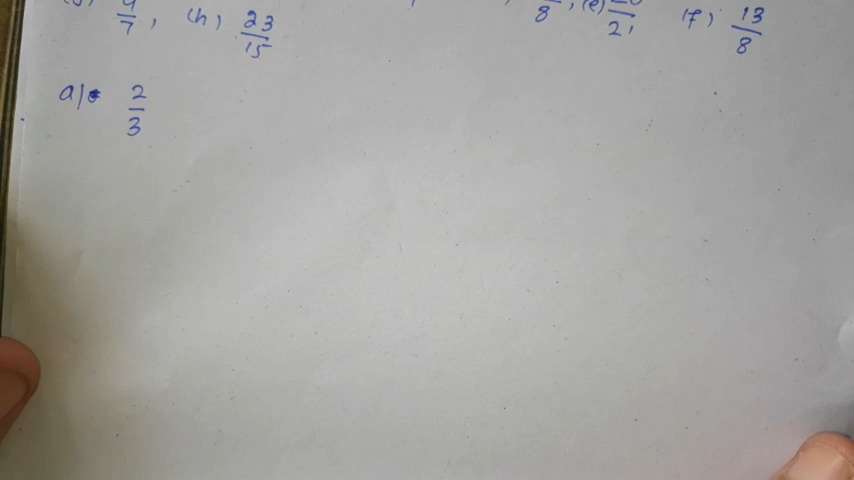 7, (h) 23/15 8, (e) /21 (f) 13/8
a) 2/3